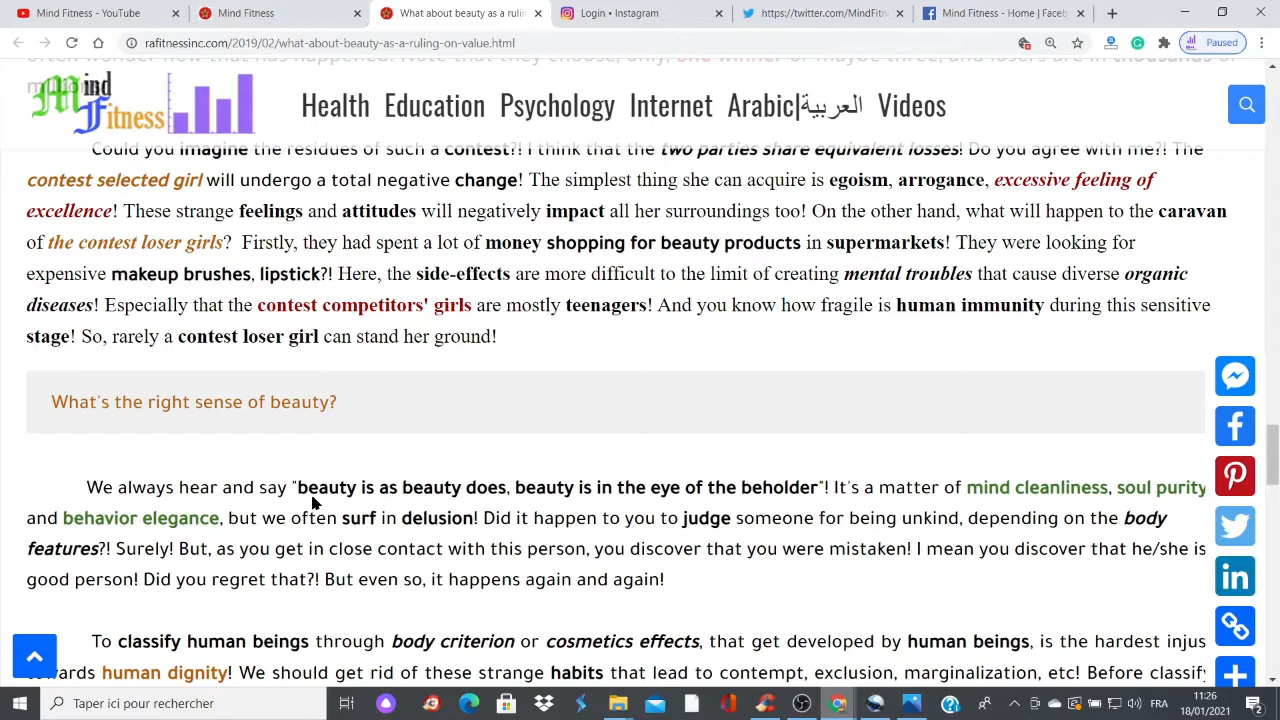 Mind Fitness - YouTube
Mind Fitness
What about beauty as a rulin
Login • Instagram
https://twitter.com/MindFitn
Mind Fitness - Home | Faceb
rafitnessinc.com/2019/02/what-about-beauty-as-a-ruling-on-value.html
Paused
Mind Fitness
Health Education Psychology Internet Arabic|العربية Videos
Could you imagine the residues of such a contest?! I think that the two parties share equivalent losses! Do you agree with me?! The
contest selected girl will undergo a total negative change! The simplest thing she can acquire is egoism, arrogance, excessive feeling of
excellence! These strange feelings and attitudes will negatively impact all her surroundings too! On the other hand, what will happen to the caravan
of the contest loser girls? Firstly, they had spent a lot of money shopping for beauty products in supermarkets! They were looking for
expensive makeup brushes, lipstick?! Here, the side-effects are more difficult to the limit of creating mental troubles that cause diverse organic
diseases! Especially that the contest competitors' girls are mostly teenagers! And you know how fragile is human immunity during this sensitive
stage! So, rarely a contest loser girl can stand her ground!
What's the right sense of beauty?
We always hear and say "beauty is as beauty does, beauty is in the eye of the beholder"! It's a matter of mind cleanliness, soul purity
and behavior elegance, but we often surf in delusion! Did it happen to you to judge someone for being unkind, depending on the body
features?! Surely! But, as you get in close contact with this person, you discover that you were mistaken! I mean you discover that he/she is
good person! Did you regret that?! But even so, it happens again and again!
To classify human beings through body criterion or cosmetics effects, that get developed by human beings, is the hardest injus
towards human dignity! We should get rid of these strange habits that lead to contempt, exclusion, marginalization, etc! Before classify
Taper ici pour rechercher
FRA
11:26
18/01/2021